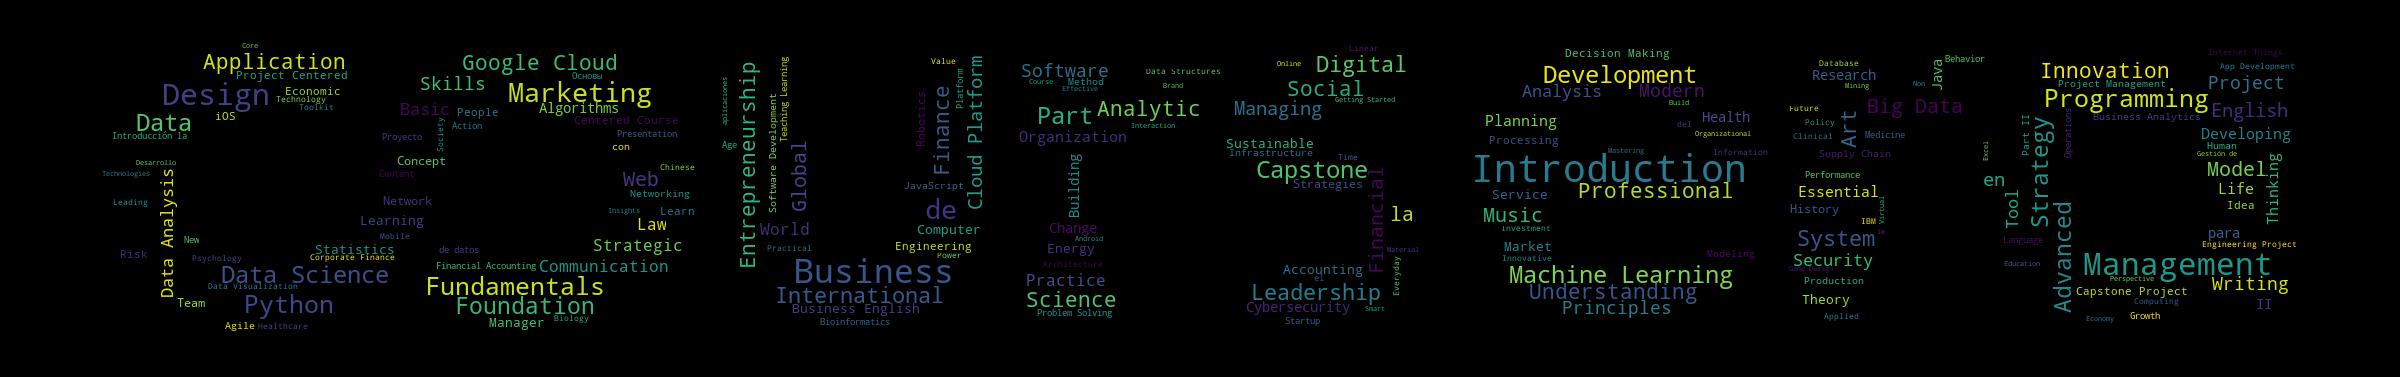 Core
Application
Project Centered
Economic
Design
Technology
Toolkit
iOS
Data
Introducción la
Desarrollo
Technologies
Leading
Data Analysis
New
Risk
Psychology
Statistics
Corporate Finance
Data Science
Data Visualization
Team
Python
Agile
Healthcare
Google Cloud
Основы
Skills
Marketing
Basic
People
Algorithms
Action
Centered Course
Society
Proyecto
Presentation
con
Concept
Chinese
Content
Web
Networking
Network
Insights
Learn
Learning
Law
Mobile
Strategic
de datos
Financial Accounting
Communication
Fundamentals
Foundation
Manager
Biology
aplicaciones
Age
Entrepreneurship
Software Development
Teaching Learning
Global
World
Practical
Business
International
Business English
Bioinformatics
Value
Robotics
Finance
Platform
Cloud Platform
JavaScript
de
Computer
Engineering
Power
Software
Course
Method
Effective
Data Structures
Brand
Part
Analytic
Interaction
Organization
Building
Change
Android
Energy
Architecture
Practice
Science
Problem Solving
Linear
Online
Digital
Social
Getting Started
Managing
Sustainable
Infrastructure
Time
Capstone
Strategies
Financial
la
Material
Everyday
Accounting
el
Leadership
Cybersecurity
Smart
Startup
Decision Making
Development
Analysis
Modern
Build
Planning
del
Health
Organizational
Processing
Mastering
Information
Introduction
Professional
Service
Music
Investment
Market
Innovative
Modeling
Machine Learning
Understanding
Principles
Database
Research
Mining
Non
Java
Behavior
Future
Big Data
Policy
Art
Clinical
Medicine
Supply Chain
Performance
Essential
Virtual
History
IBM
le
System
Security
Game Design
Production
Theory
Applied
Internet Things
App Development
Innovation
Project Management
Project
Programming
English
Business Analytics
Operations
Part II
Excel
Developing
Human
Gestión de
en
Model
Tool
Strategy
Life
Thinking
Idea
Advanced
para
Language
Engineering Project
Education
Management
Perspective
Writing
Capstone Project
Computing
II
Economy
Growth